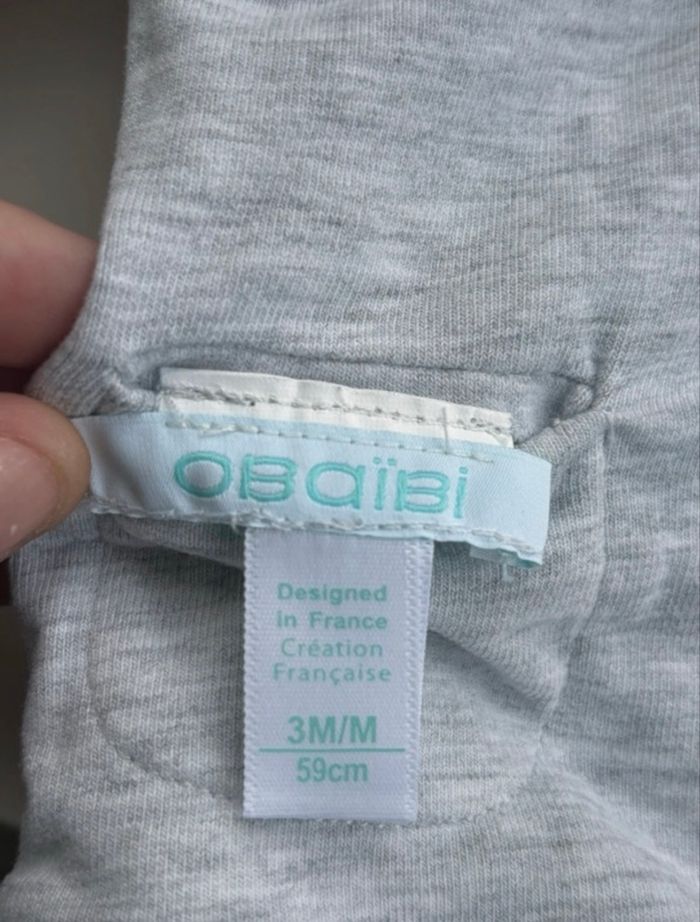 OBaïBi
Designed
in France
Création
Française
3M/M
59cm